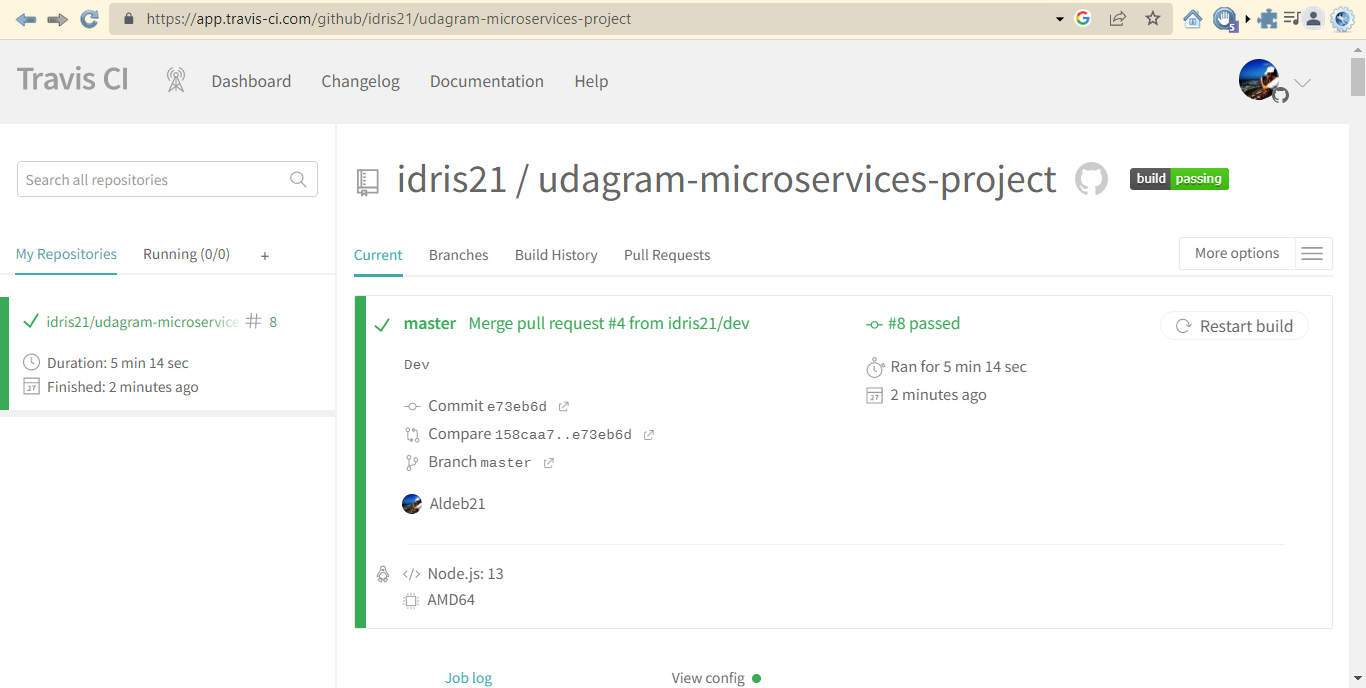 https://app.travis-ci.com/github/idris21/udagram-microservices-project
5
Travis CI
Dashboard
Changelog
Documentation
Help
Search all repositories
idris21 / udagram-microservices-project
build passing
My Repositories
Running (0/0)
+
Current
Branches
Build History
Pull Requests
More options
idris21/udagram-microservice
# 8
Duration: 5 min 14 sec
27 Finished: 2 minutes ago
master Merge pull request #4 from idris21/dev
#8 passed
Restart build
Dev
Ran for 5 min 14 sec
27 2 minutes ago
Commit e73eb6d
Compare 158caa7..e73eb6d
Branch master
Aldeb21
</> Node.js: 13
AMD64
Job log
View config